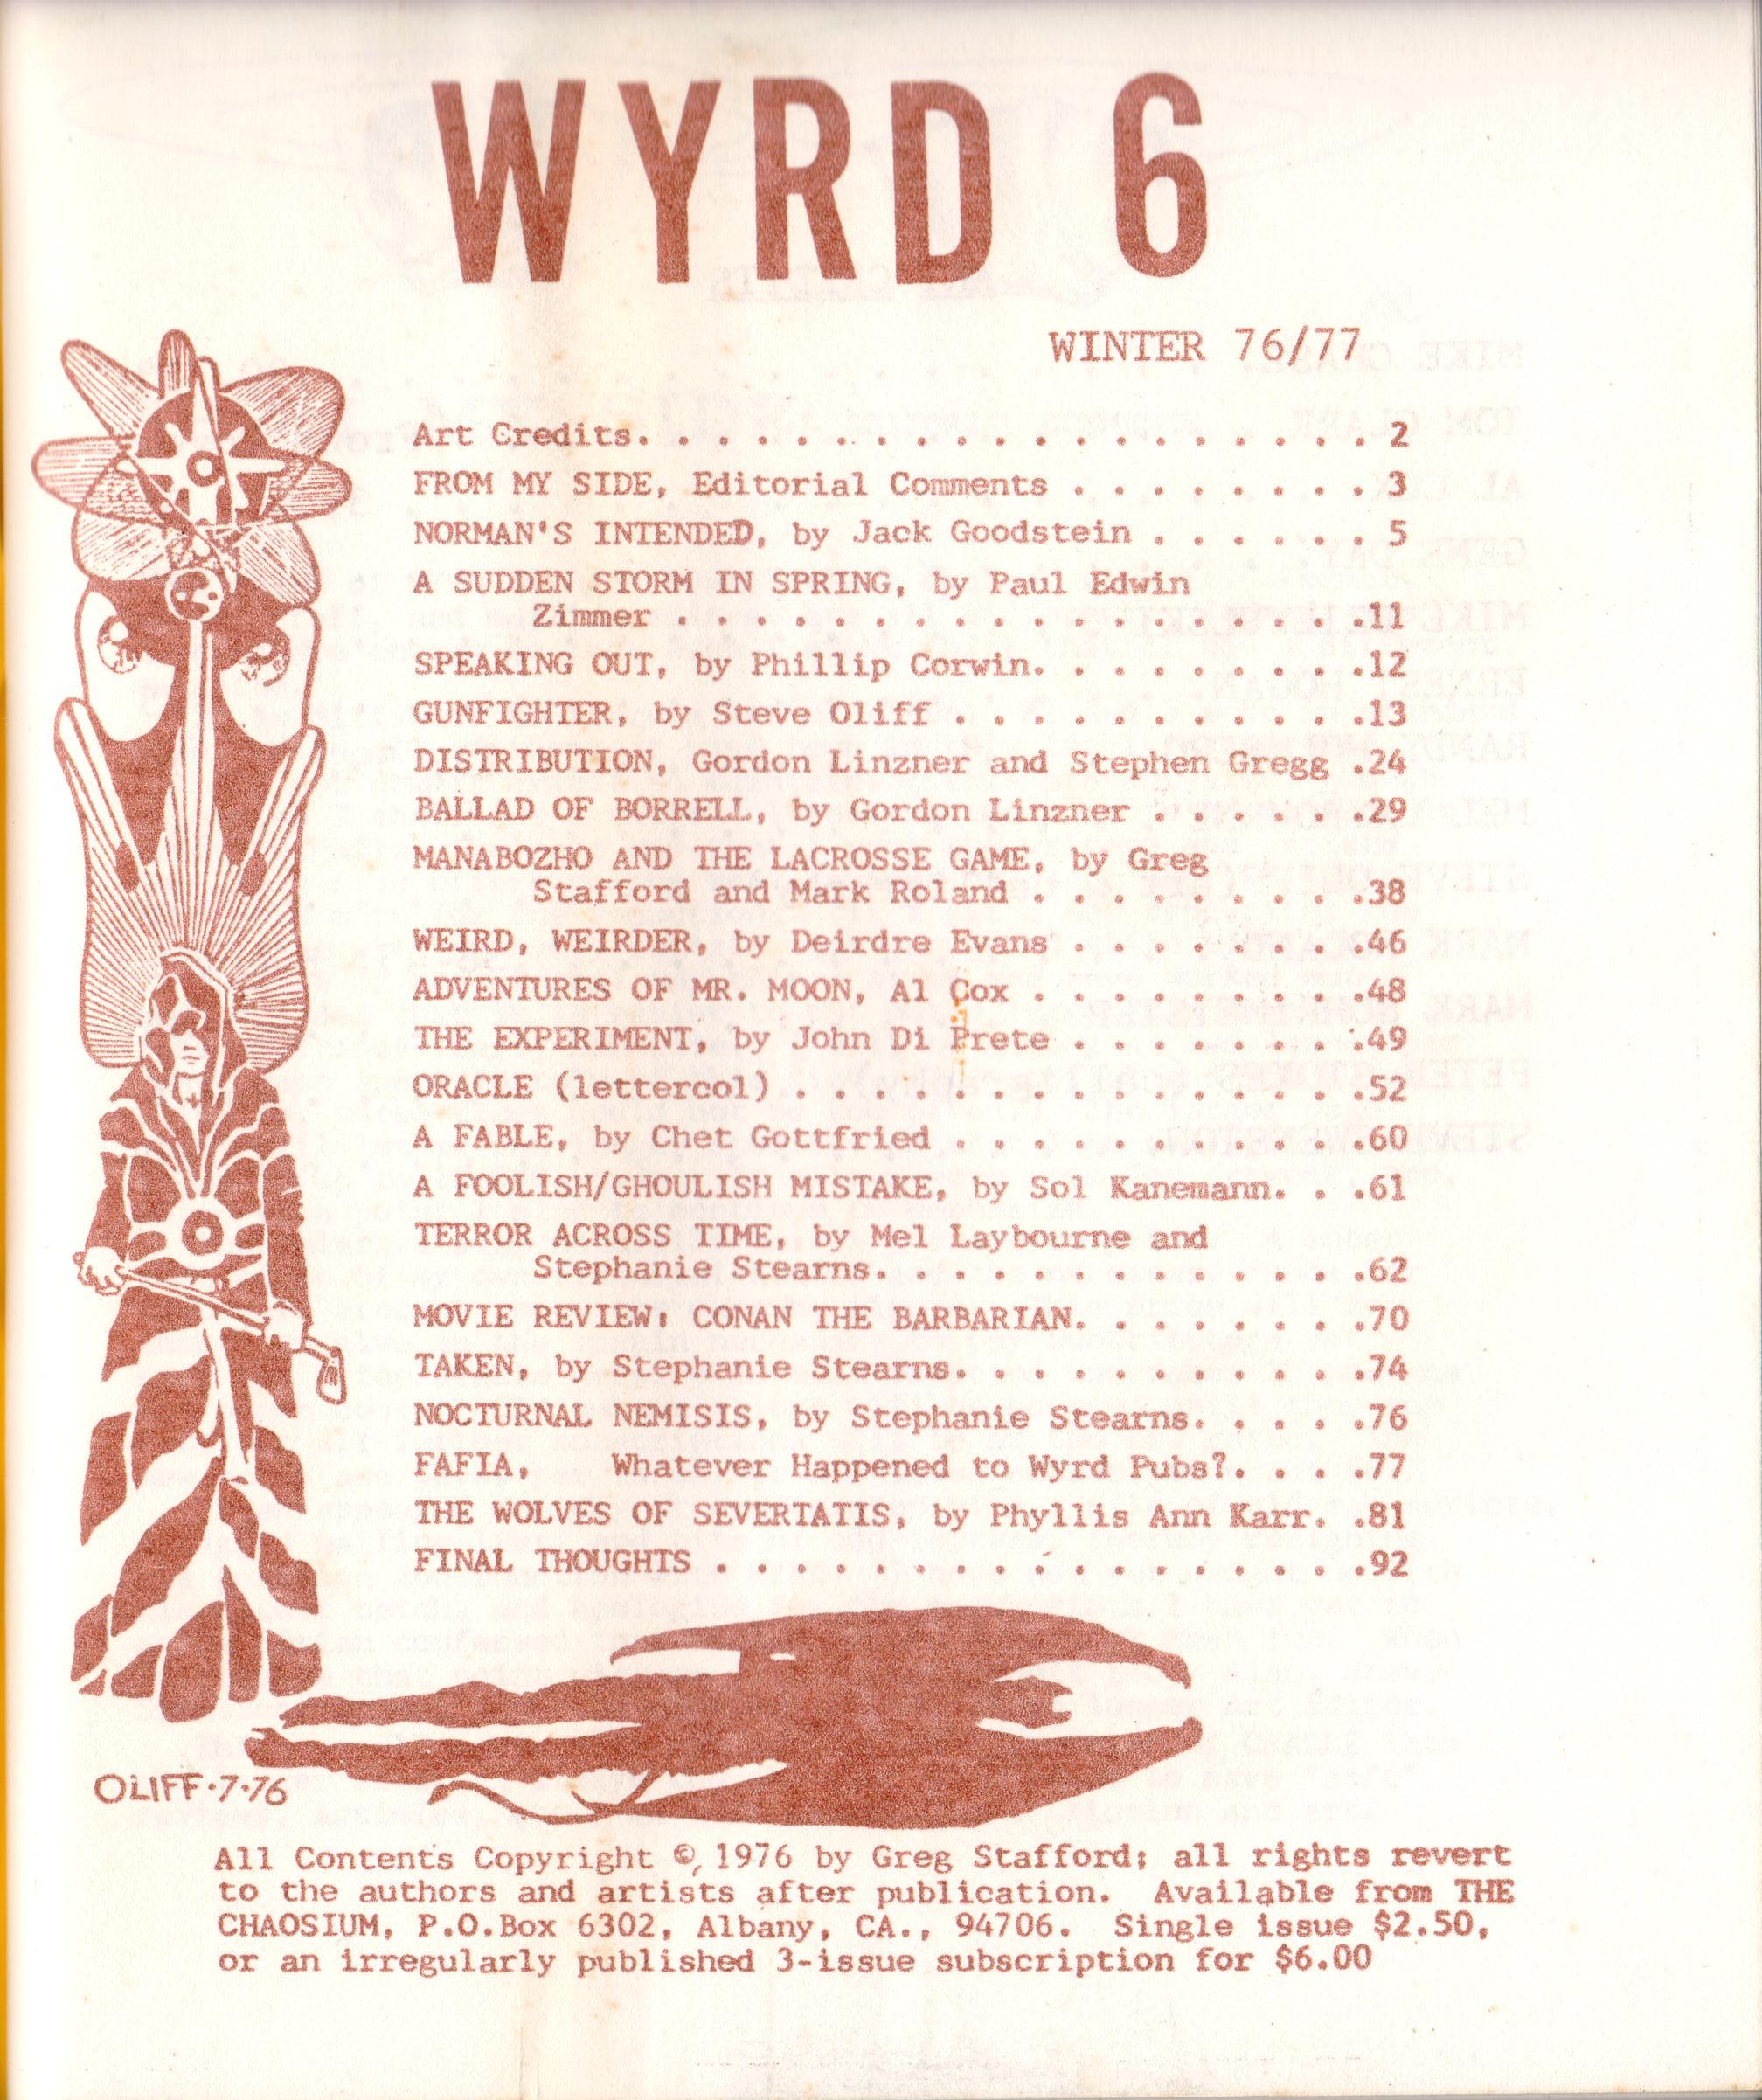 WYRD 6
WINTER 76/77
Art Credits. . . . . . . . . . . . . . . . . . . 2
FROM MY SIDE, Editorial Comments . . . . . . . . 3
NORMAN'S INTENDED, by Jack Goodstein . . . . . . 5
A SUDDEN STORM IN SPRING, by Paul Edwin
Zimmer . . . . . . . . . . . . . . . . . .11
SPEAKING OUT, by Phillip Corwin. . . . . . . . .12
GUNFIGHTER, by Steve Oliff . . . . . . . . . . .13
DISTRIBUTION, Gordon Linzner and Stephen Gregg .24
BALLAD OF BORRELL, by Gordon Linzner . . . . . .29
MANABOZHO AND THE LACROSSE GAME, by Greg
Stafford and Mark Roland . . . . . . . . .38
WEIRD, WEIRDER, by Deirdre Evans . . . . . . . .46
ADVENTURES OF MR. MOON, Al Cox . . . . . . . . .48
THE EXPERIMENT, by John Di Prete . . . . . . . .49
ORACLE (lettercol) . . . . . . . . . . . . . . .52
A FABLE, by Chet Gottfried . . . . . . . . . . .60
A FOOLISH/GHOULISH MISTAKE, by Sol Kanemann. . .61
TERROR ACROSS TIME, by Mel Laybourne and
Stephanie Stearns. . . . . . . . . . . . .62
MOVIE REVIEW: CONAN THE BARBARIAN. . . . . . . .70
TAKEN, by Stephanie Stearns. . . . . . . . . . .74
NOCTURNAL NEMISIS, by Stephanie Stearns. . . . .76
FAFIA, Whatever Happened to Wyrd Pubs?. . . .77
THE WOLVES OF SEVERTATIS, by Phyllis Ann Karr. .81
FINAL THOUGHTS . . . . . . . . . . . . . . . . .92
OLIFF·7·76
All Contents Copyright ©, 1976 by Greg Stafford; all rights revert
to the authors and artists after publication. Available from THE
CHAOSIUM, P.O.Box 6302, Albany, CA., 94706. Single issue $2.50,
or an irregularly published 3-issue subscription for $6.00